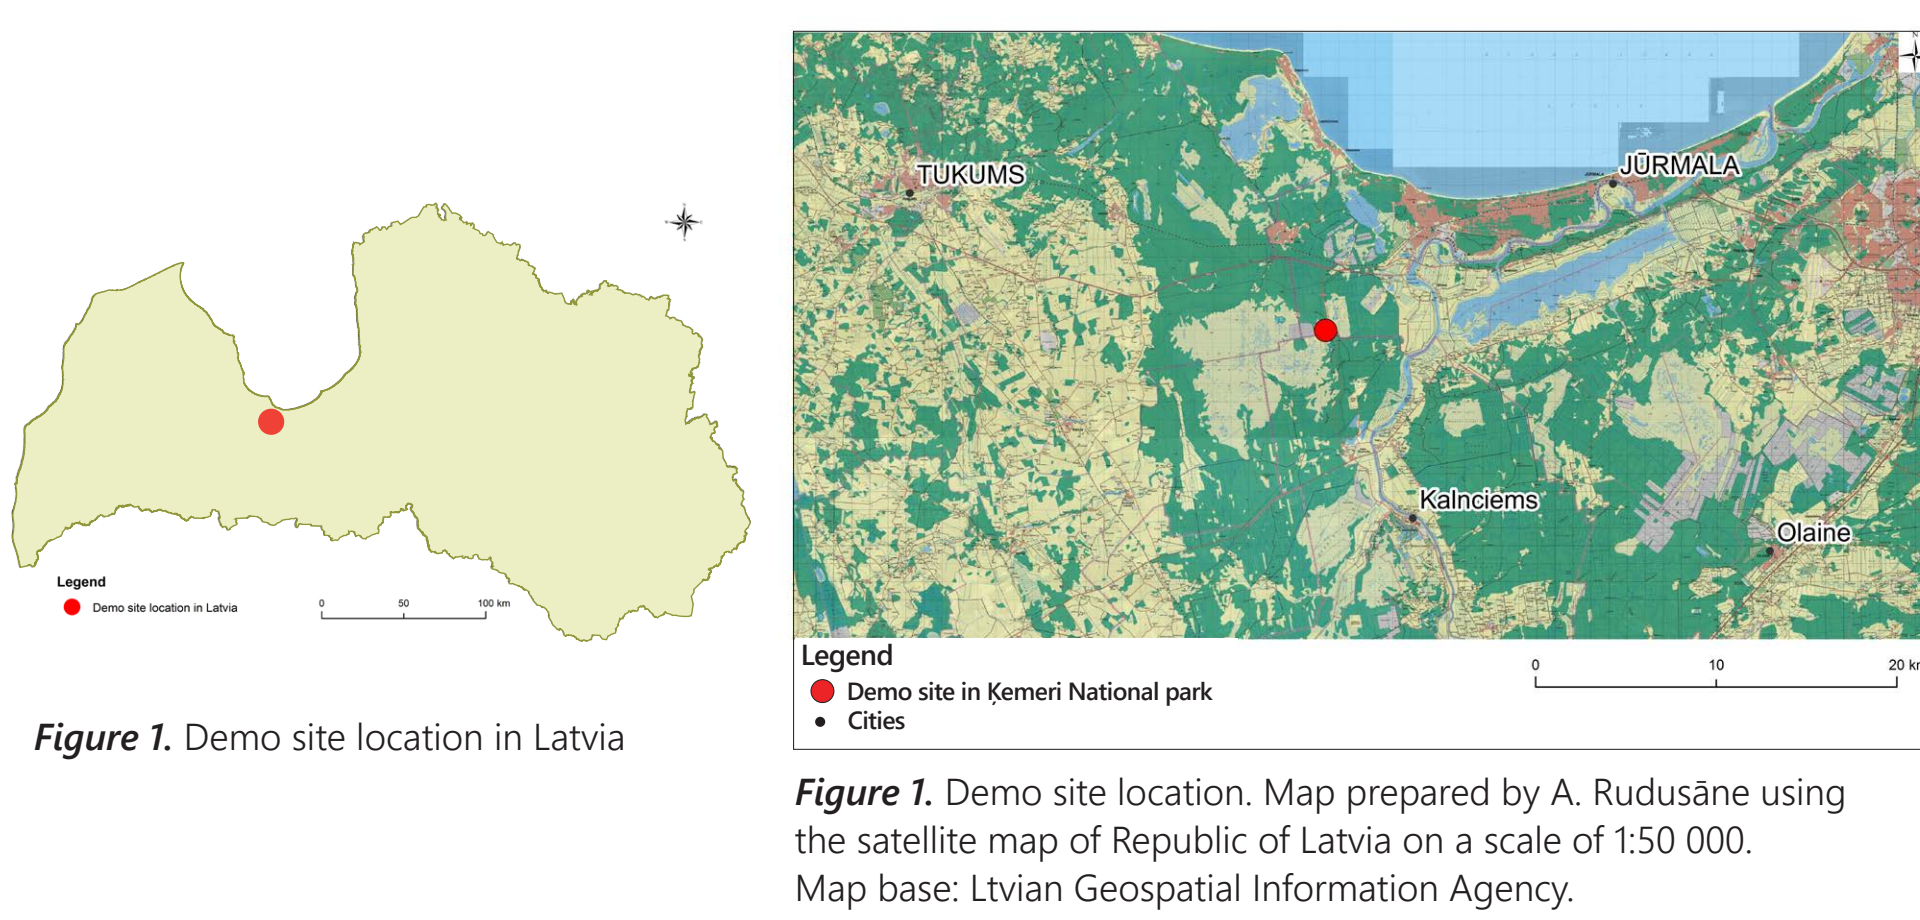 Legend
Demo site location in Latvia
0 50 100 km
Figure 1. Demo site location in Latvia
N
TUKUMS
JŪRMALA
JŪRMALA
Kalnciems
Olaine
Legend
Demo site in Ķemeri National park
Cities
0 10 20 k
Figure 1. Demo site location. Map prepared by A. Rudusāne using
the satellite map of Republic of Latvia on a scale of 1:50 000.
Map base: Ltvian Geospatial Information Agency.